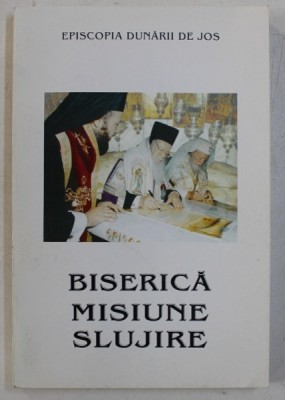 EPISCOPIA DUNĂRII DE JOS
BISERICĂ
MISIUNE
SLUJIRE